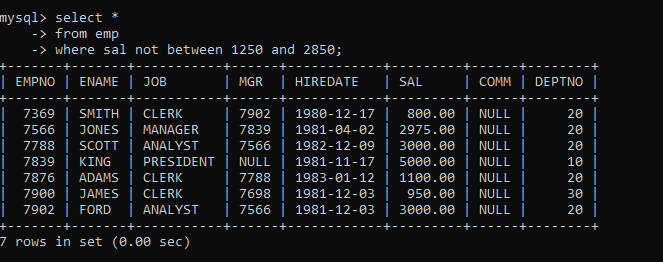 mysql> select *
    -> from emp
    -> where sal not between 1250 and 2850;
+-------+-------+-----------+------+------------+---------+------+--------+
| EMPNO | ENAME | JOB       | MGR  | HIREDATE   | SAL     | COMM | DEPTNO |
+-------+-------+-----------+------+------------+---------+------+--------+
|  7369 | SMITH | CLERK     | 7902 | 1980-12-17 |  800.00 | NULL |     20 |
|  7566 | JONES | MANAGER   | 7839 | 1981-04-02 | 2975.00 | NULL |     20 |
|  7788 | SCOTT | ANALYST   | 7566 | 1982-12-09 | 3000.00 | NULL |     20 |
|  7839 | KING  | PRESIDENT | NULL | 1981-11-17 | 5000.00 | NULL |     10 |
|  7876 | ADAMS | CLERK     | 7788 | 1983-01-12 | 1100.00 | NULL |     20 |
|  7900 | JAMES | CLERK     | 7698 | 1981-12-03 |  950.00 | NULL |     30 |
|  7902 | FORD  | ANALYST   | 7566 | 1981-12-03 | 3000.00 | NULL |     20 |
+-------+-------+-----------+------+------------+---------+------+--------+
7 rows in set (0.00 sec)